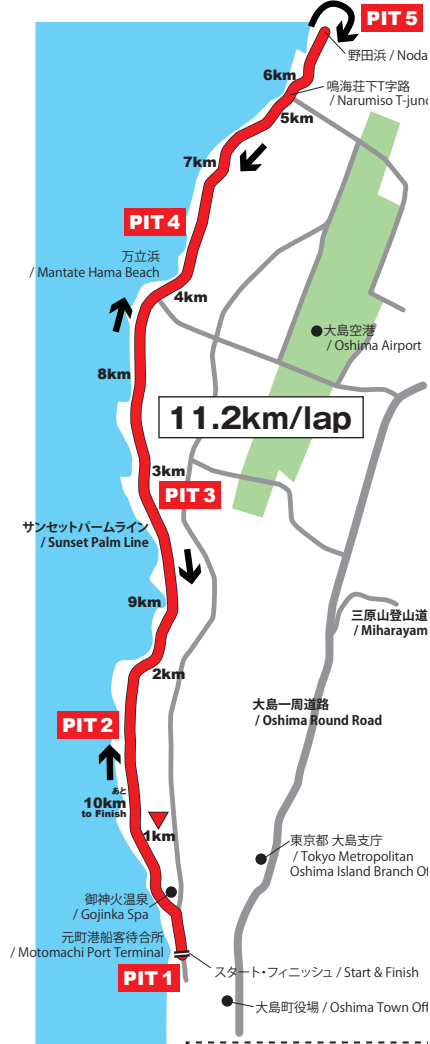 PIT 5
野田浜 / Noda
6km
鳴海荘下T字路
/ Narumiso T-junc
5km
7km
PIT 4
万立浜
/ Mantate Hama Beach
4km
大島空港
/ Oshima Airport
8km
11.2km/lap
3km
PIT 3
サンセットパームライン
/ Sunset Palm Line
9km
三原山登山道
/ Miharayam
2km
大島一周道路
/ Oshima Round Road
PIT 2
あと
10km
to Finish
1km
東京都 大島支庁
/ Tokyo Metropolitan
Oshima Island Branch Off
御神火温泉
/ Gojinka Spa
元町港船客待合所
/ Motomachi Port Terminal
PIT 1
スタート・フィニッシュ / Start & Finish
大島町役場 / Oshima Town Off